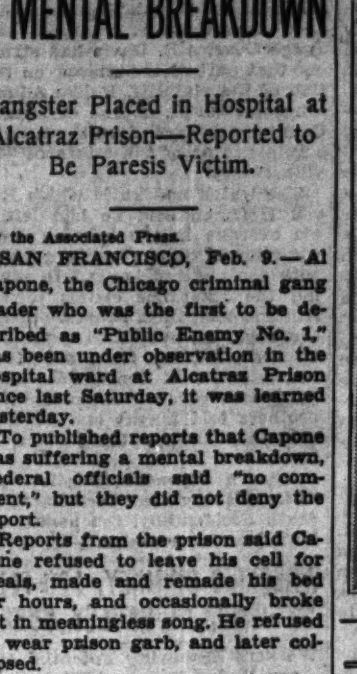 MENTAL BREAKDOWN
angster Placed in Hospital at
Alcatraz Prison—Reported to
Be Paresis Victim.
the Associated Press.
SAN FRANCISCO, Feb. 9.—Al
apone, the Chicago criminal gang
ader who was the first to be de-
ribed as "Public Enemy No. 1,"
s been under observation in the
spital ward at Alcatraz Prison
nce last Saturday, it was learned
sterday.
To published reports that Capone
as suffering a mental breakdown,
ederal officials said "no com-
ent," but they did not deny the
port.
Reports from the prison said Ca-
ne refused to leave his cell for
eals, made and remade his bed
r hours, and occasionally broke
t in meaningless song. He refused
wear prison garb, and later col-
psed.